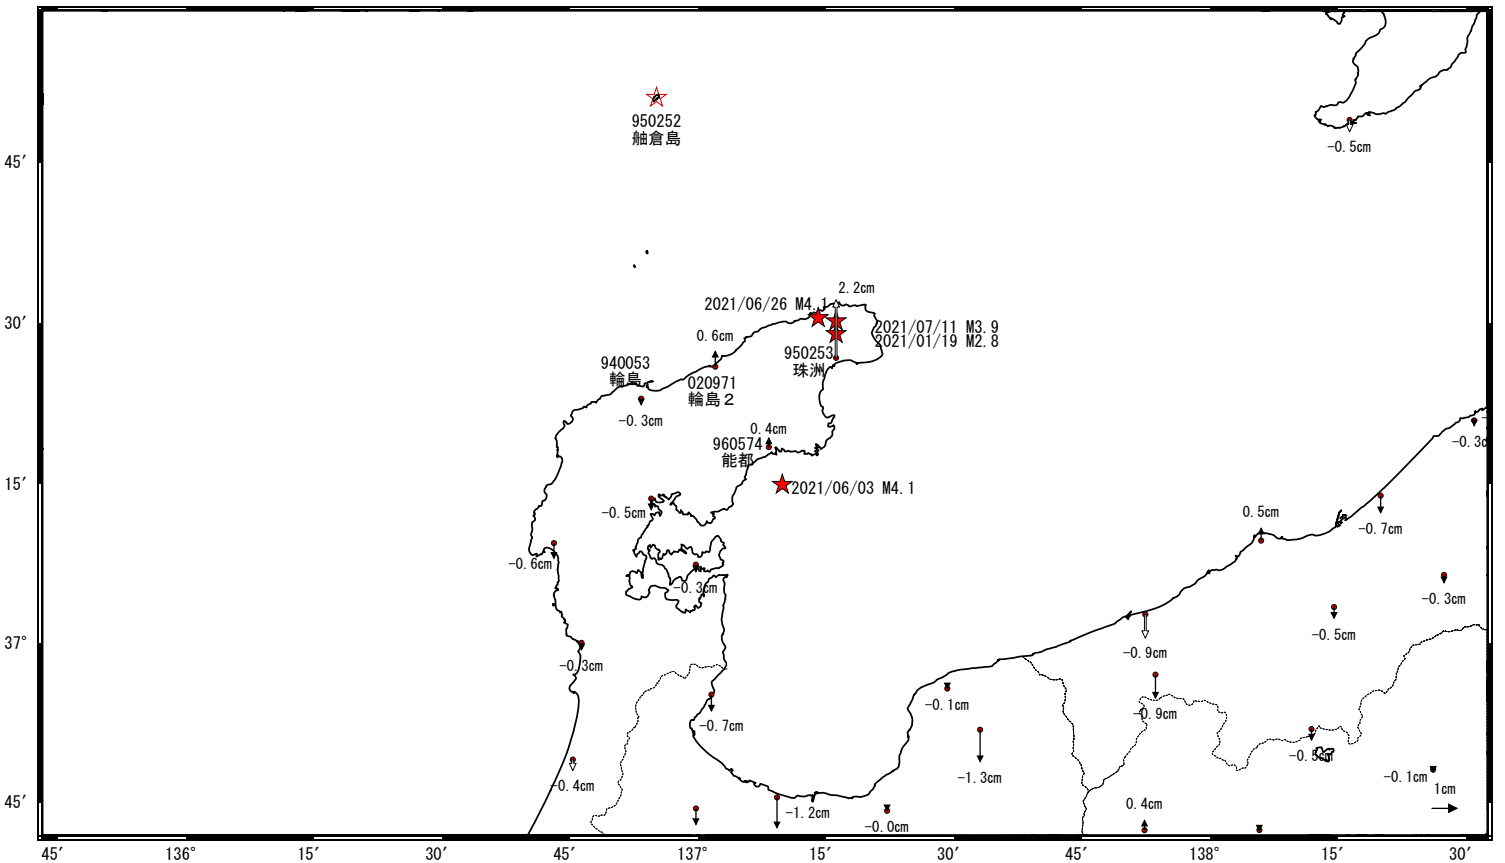 950252
舳倉島
-0.5cm
45′
2.2cm
2021/06/26 M4.1
30′
2021/07/11 M3.9
2021/01/19 M2.8
0.6cm
950253
珠洲
940053
輪島
020971
輪島２
-0.3cm
0.4cm
960574
能都
-0.3c
15′
2021/06/03 M4.1
-0.5cm
0.5cm
-0.7cm
-0.6cm
-0.3cm
-0.3cm
-0.5cm
37′
-0.9cm
-0.3cm
-0.1cm
-0.9cm
-0.7cm
-0.5cm
-1.3cm
-0.1cm
-0.4cm
1cm
45′
-1.2cm
0.4cm
-0.0cm
45′
136′
15′
30′
45′
137′
15′
30′
45′
138′
15′
30′